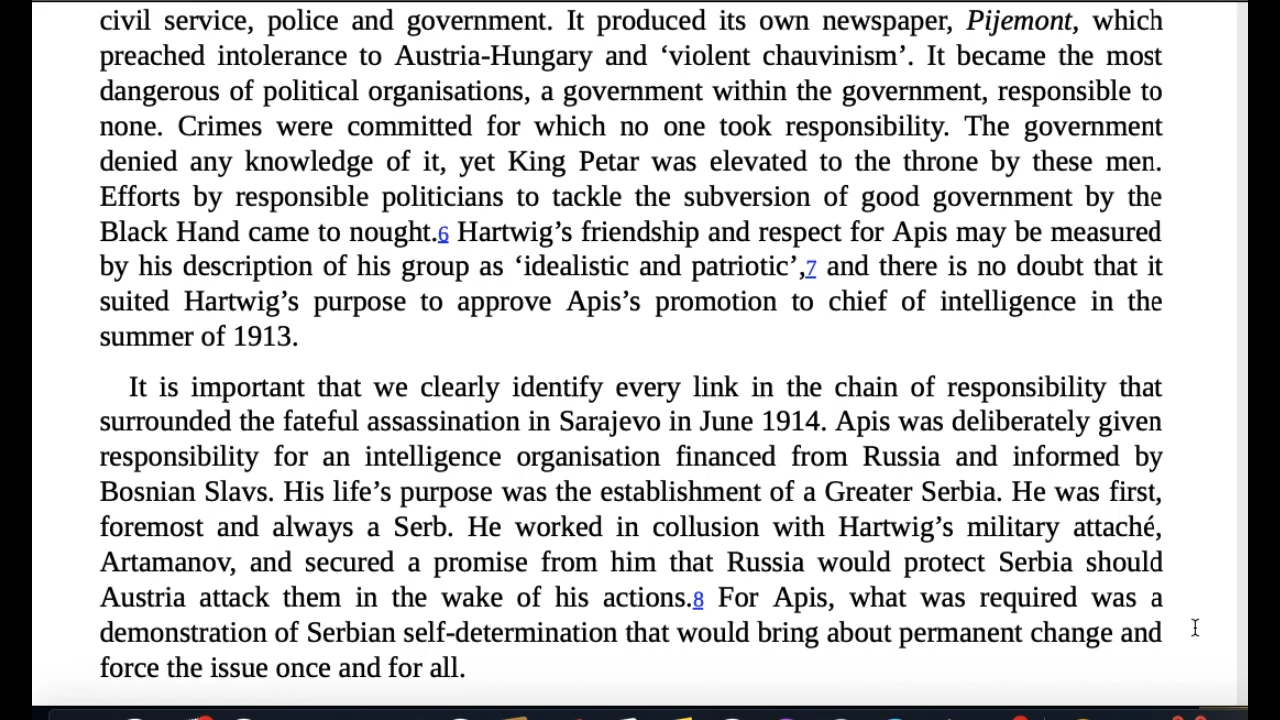 civil service, police and government. It produced its own newspaper, Pijemont, which
preached intolerance to Austria-Hungary and ‘violent chauvinism’. It became the most
dangerous of political organisations, a government within the government, responsible to
none. Crimes were committed for which no one took responsibility. The government
denied any knowledge of it, yet King Petar was elevated to the throne by these men.
Efforts by responsible politicians to tackle the subversion of good government by the
Black Hand came to nought.6 Hartwig’s friendship and respect for Apis may be measured
by his description of his group as ‘idealistic and patriotic’,7 and there is no doubt that it
suited Hartwig’s purpose to approve Apis’s promotion to chief of intelligence in the
summer of 1913.
It is important that we clearly identify every link in the chain of responsibility that
surrounded the fateful assassination in Sarajevo in June 1914. Apis was deliberately given
responsibility for an intelligence organisation financed from Russia and informed by
Bosnian Slavs. His life’s purpose was the establishment of a Greater Serbia. He was first,
foremost and always a Serb. He worked in collusion with Hartwig’s military attaché,
Artamanov, and secured a promise from him that Russia would protect Serbia should
Austria attack them in the wake of his actions.8 For Apis, what was required was a
demonstration of Serbian self-determination that would bring about permanent change and
force the issue once and for all.